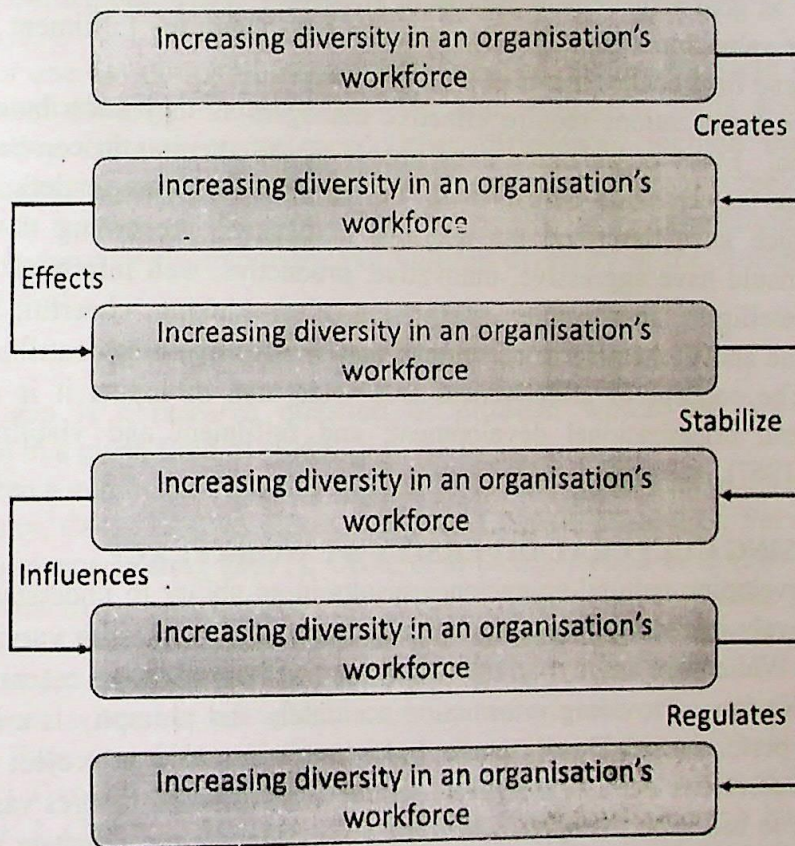 Increasing diversity in an organisation's
workforce
Creates
Increasing diversity in an organisation's
workforce
Effects
Increasing diversity in an organisation's
workforce
Stabilize
Increasing diversity in an organisation's
workforce
Influences
Increasing diversity in an organisation's
workforce
Regulates
Increasing diversity in an organisation's
workforce